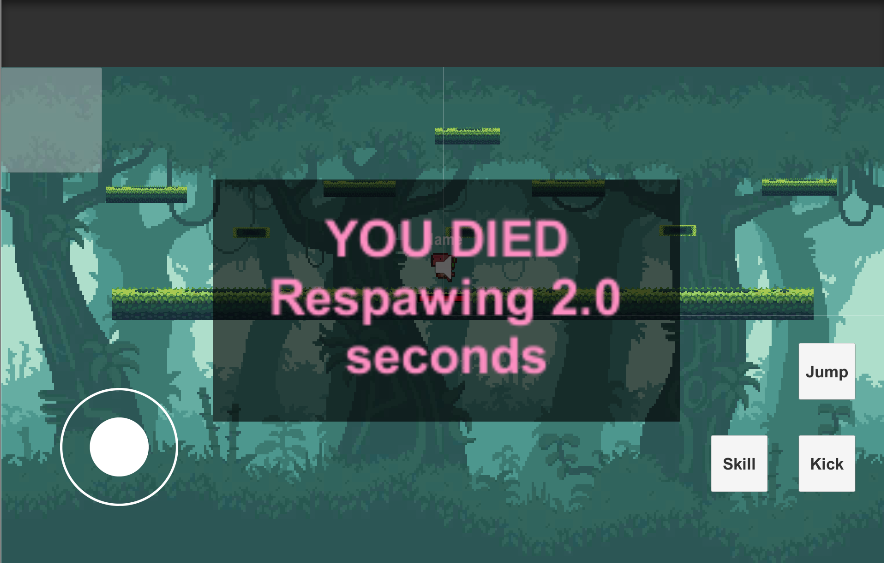 YOU DIED
Respawing 2.0
seconds
Jump
Skill
Kick